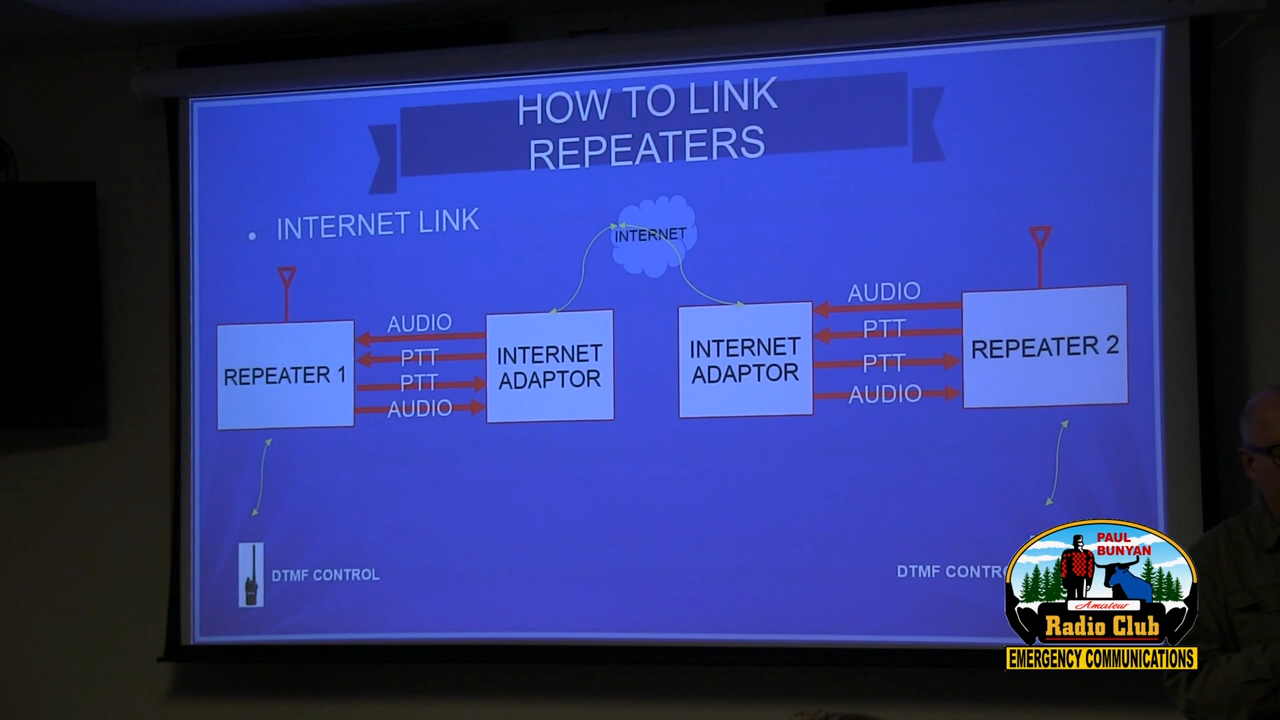 HOW TO LINK
REPEATERS
• INTERNET LINK
INTERNET
REPEATER 1
AUDIO
PTT
PTT
AUDIO
INTERNET
ADAPTOR
INTERNET
ADAPTOR
AUDIO
PTT
PTT
AUDIO
REPEATER 2
DTMF CONTROL
DTMF CONTRO
PAUL
BUNYAN
Amateur
Radio Club
EMERGENCY COMMUNICATIONS